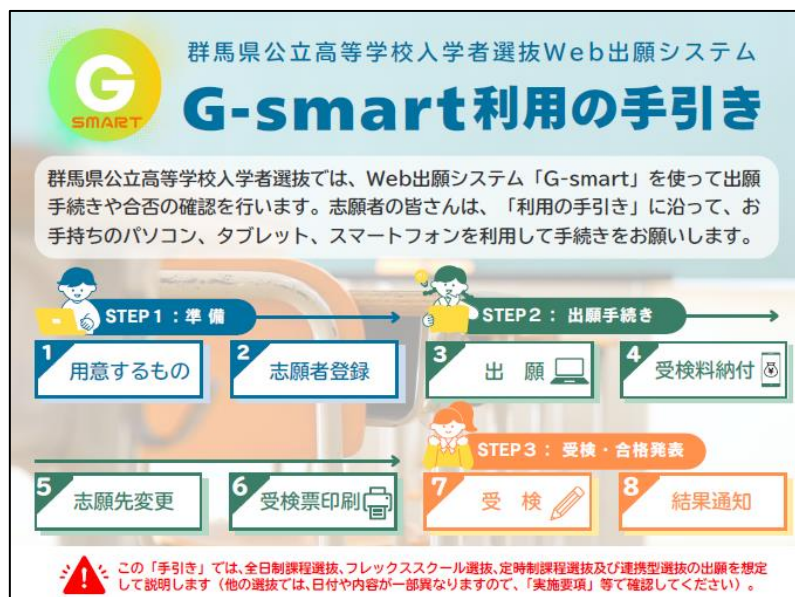 G
SMART
群馬県公立高等学校入学者選抜Web出願システム
G-smart利用の手引き
群馬県公立高等学校入学者選抜では、Web出願システム「G-smart」を使って出願
手続きや合否の確認を行います。志願者の皆さんは、「利用の手引き」に沿って、お
手持ちのパソコン、タブレット、スマートフォンを利用して手続きをお願いします。
STEP1：準備
1 用意するもの
2 志願者登録
STEP2：出願手続き
3 出願
4 受検料納付
5 志願先変更
6 受検票印刷
STEP3：受検・合格発表
7 受検
8 結果通知
この「手引き」では、全日制課程選抜、フレックススクール選抜、定時制課程選抜及び連携型選抜の出願を想定
して説明します（他の選抜では、日付や内容が一部異なりますので、「実施要項」等で確認してください）。